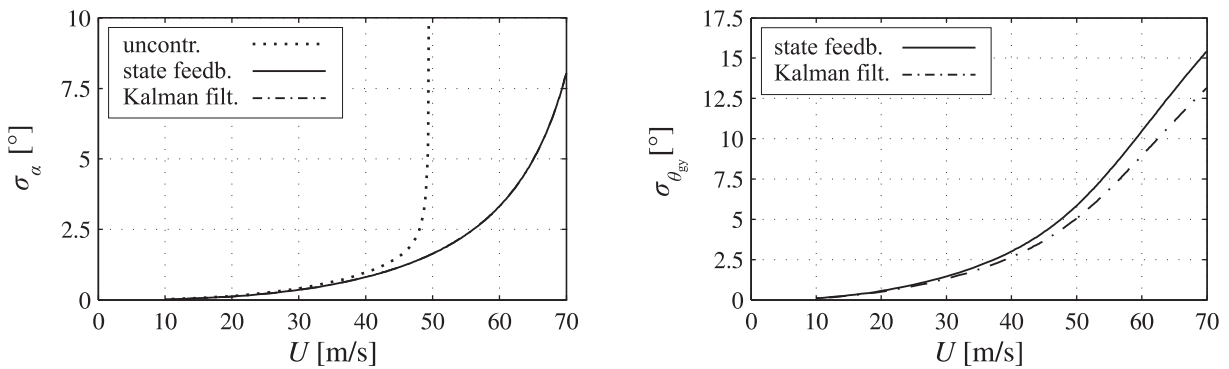 10
7.5
5
2.5
0
σα [°]
uncontr.
state feedb.
Kalman filt.
0 10 20 30 40 50 60 70
U [m/s]
17.5
15
12.5
10
7.5
5
2.5
0
σθgy [°]
state feedb.
Kalman filt.
0 10 20 30 40 50 60 70
U [m/s]